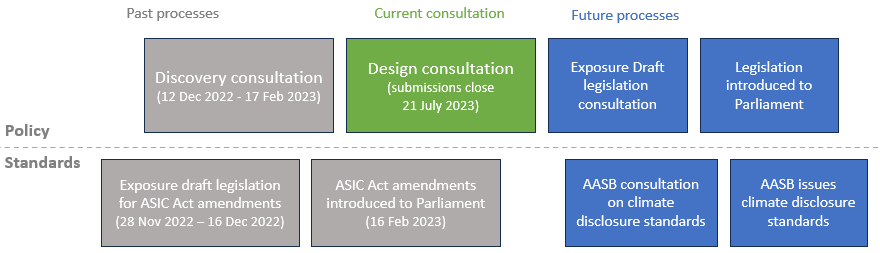 Past processes
Current consultation
Future processes
Discovery consultation
(12 Dec 2022 - 17 Feb 2023)
Design consultation
(submissions close
21 July 2023)
Exposure Draft
legislation
consultation
Legislation
introduced to
Parliament
Policy
Standards
Exposure draft legislation
for ASIC Act amendments
(28 Nov 2022 – 16 Dec 2022)
ASIC Act amendments
introduced to Parliament
(16 Feb 2023)
AASB consultation
on climate
disclosure standards
AASB issues
climate disclosure
standards